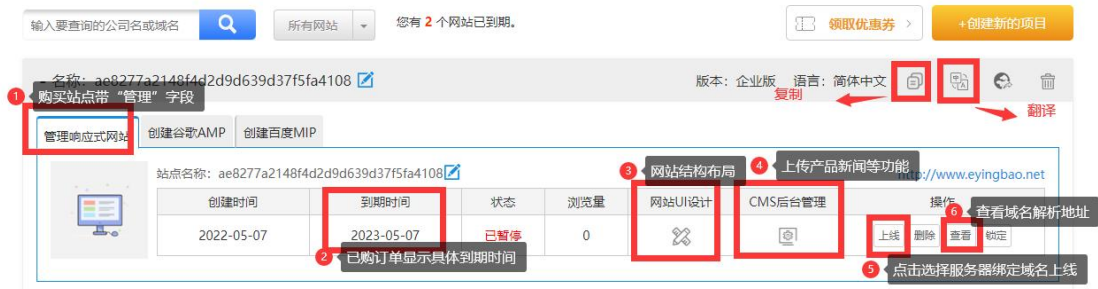 输入要查询的公司名或域名 所有网站 您有 2 个网站已到期。 领取优惠券 > +创建新的项目
名称: ae8277a2148f4d2d9d639d37f5fa4108 版本: 企业版 语言: 简体中文
复制
翻译
1 购买站点带“管理”字段
管理响应式网站 创建谷歌AMP 创建百度MIP
3 网站结构布局
4 上传产品新闻等功能
站点名称: ae8277a2148f4d2d9d639d37f5fa4108 http://www.eyingbao.net
创建时间 到期时间 状态 浏览量 网站UI设计 CMS后台管理 操作
6 查看域名解析地址
2022-05-07 2023-05-07 已暂停 0 上线 删除 查看 锁定
2 已购订单显示具体到期时间
5 点击选择服务器绑定域名上线